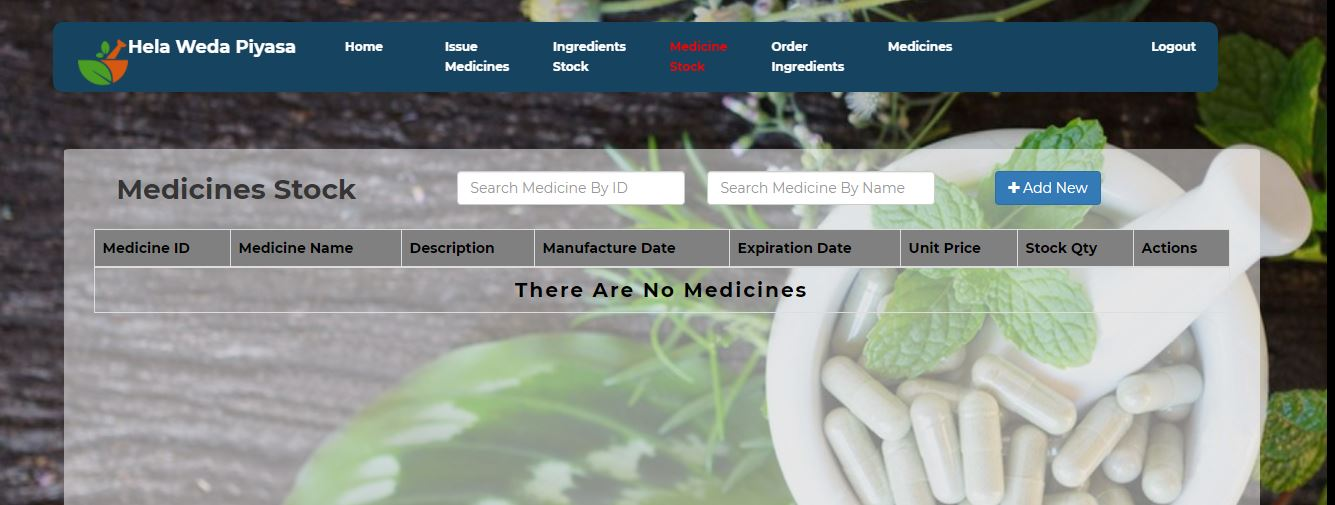 Hela Weda Piyasa
Home
Issue
Medicines
Ingredients
Stock
Medicine
Stock
Order
Ingredients
Medicines
Logout
Medicines Stock
Search Medicine By ID
Search Medicine By Name
+ Add New
Medicine ID
Medicine Name
Description
Manufacture Date
Expiration Date
Unit Price
Stock Qty
Actions
There Are No Medicines